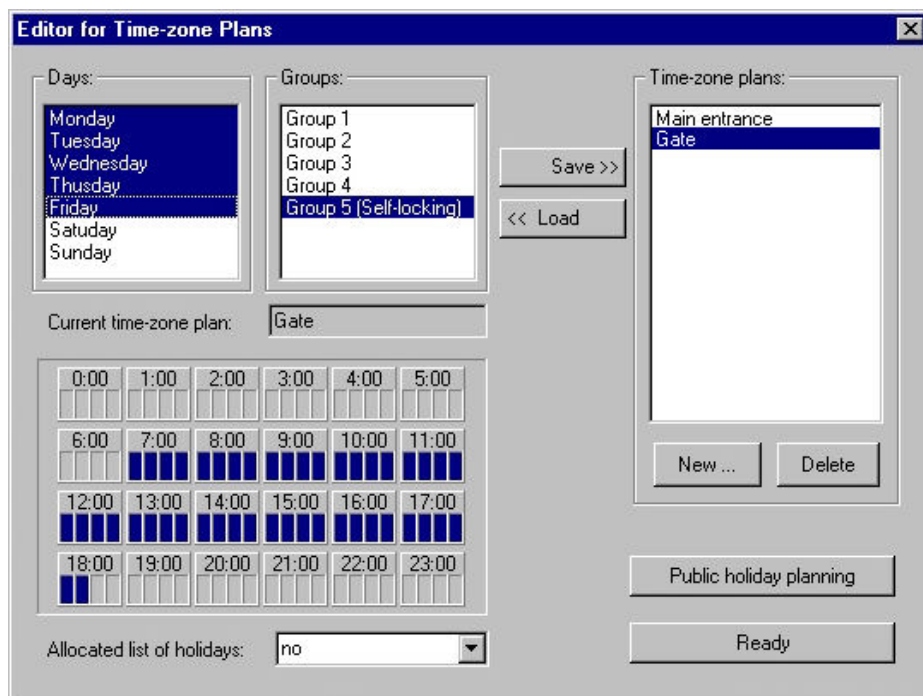 Editor for Time-zone Plans
Days:
Monday
Tuesday
Wednesday
Thusday
Friday
Satuday
Sunday
Groups:
Group 1
Group 2
Group 3
Group 4
Group 5 (Self-locking)
Save >>
<< Load
Time-zone plans:
Main entrance
Gate
New ...
Delete
Current time-zone plan:
Gate
0:00 1:00 2:00 3:00 4:00 5:00
6:00 7:00 8:00 9:00 10:00 11:00
12:00 13:00 14:00 15:00 16:00 17:00
18:00 19:00 20:00 21:00 22:00 23:00
Public holiday planning
Allocated list of holidays:
no
Ready